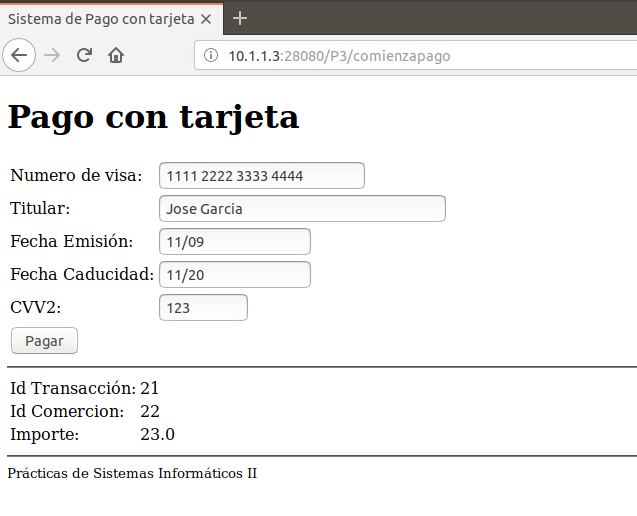 Sistema de Pago con tarjeta
10.1.1.3:28080/P3/comienzapago
Pago con tarjeta
Numero de visa: 1111 2222 3333 4444
Titular: Jose Garcia
Fecha Emisión: 11/09
Fecha Caducidad: 11/20
CVV2: 123
Pagar
Id Transacción: 21
Id Comercion: 22
Importe: 23.0
Prácticas de Sistemas Informáticos II